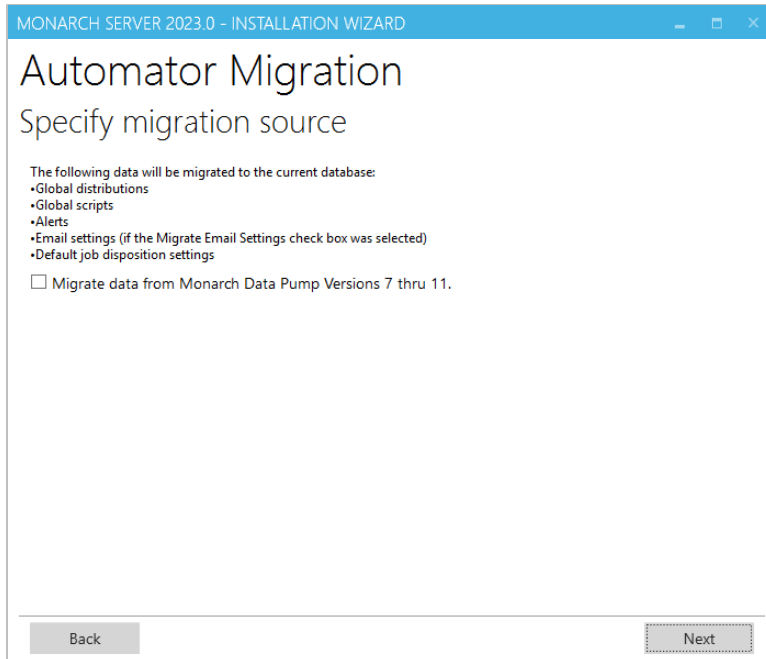 MONARCH SERVER 2023.0 - INSTALLATION WIZARD
Automator Migration
Specify migration source
The following data will be migrated to the current database:
•Global distributions
•Global scripts
•Alerts
•Email settings (if the Migrate Email Settings check box was selected)
•Default job disposition settings
Migrate data from Monarch Data Pump Versions 7 thru 11.
Back
Next